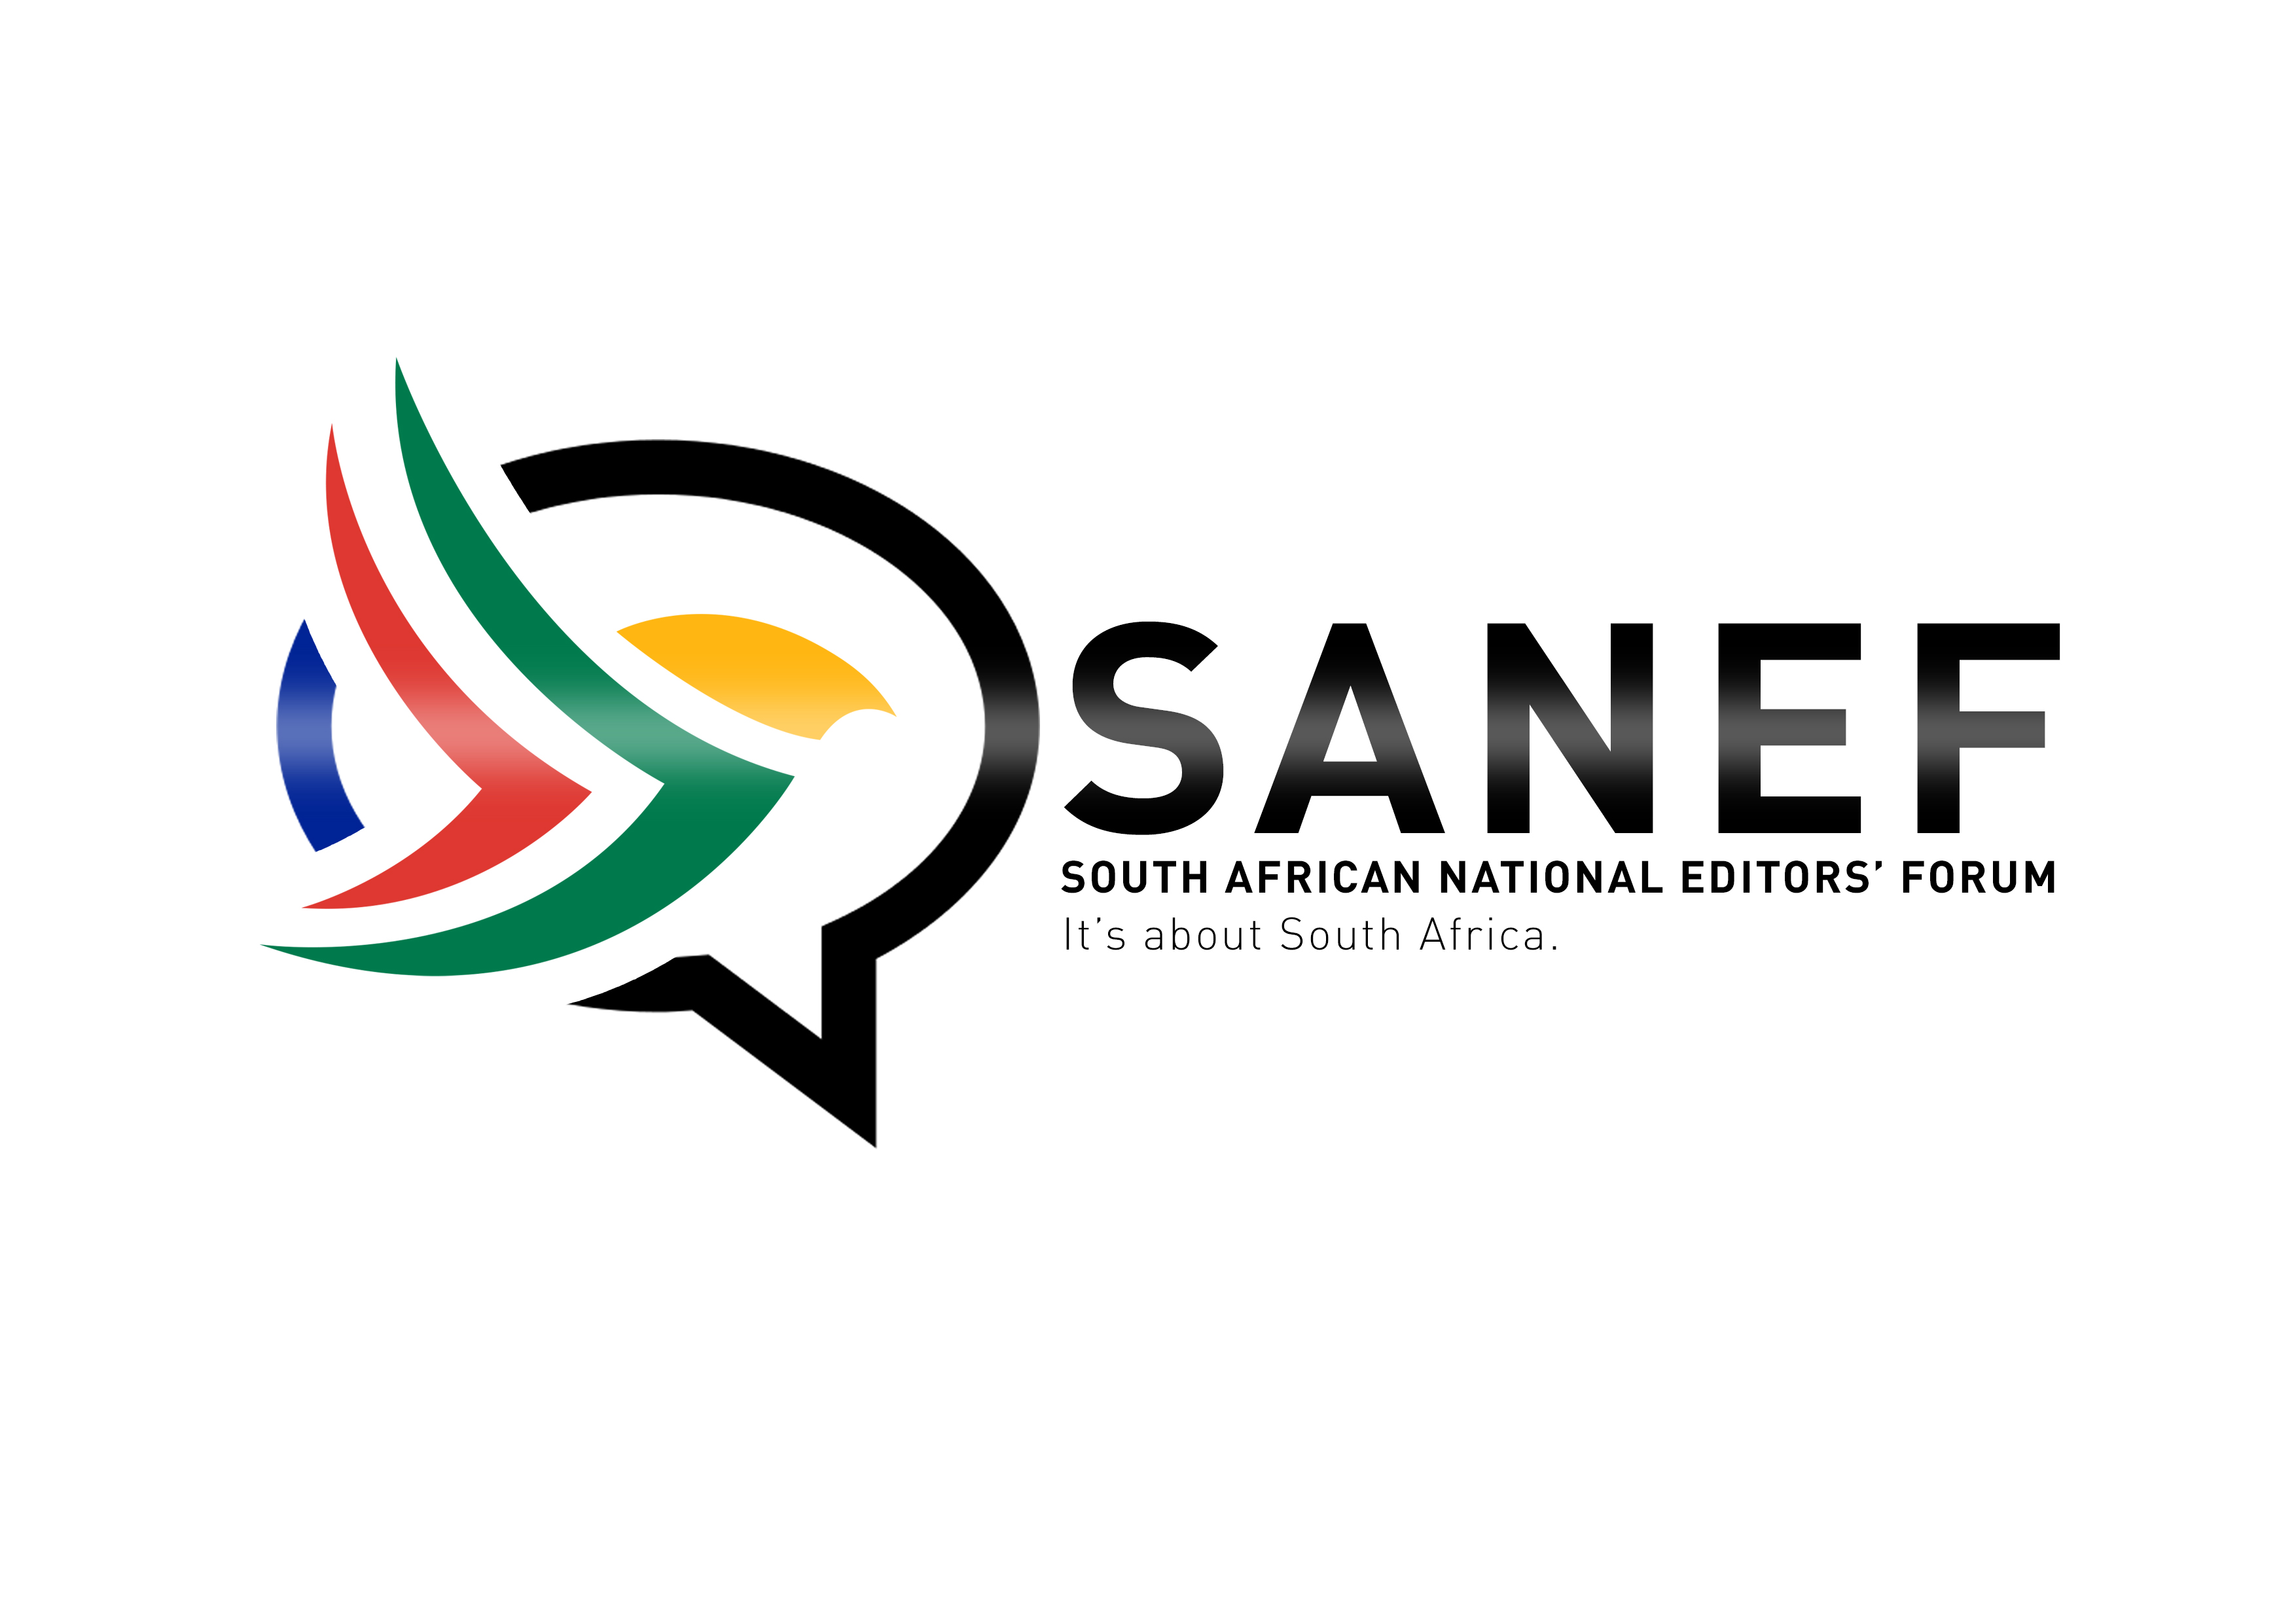 SANEF
SOUTH AFRICAN NATIONAL EDITORS’ FORUM
It’s about South Africa.